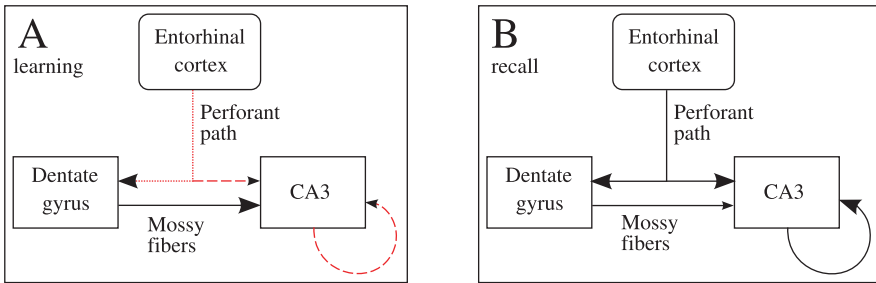 A
learning
Entorhinal
cortex
Perforant
path
Dentate
gyrus
CA3
Mossy
fibers
B
recall
Entorhinal
cortex
Perforant
path
Dentate
gyrus
CA3
Mossy
fibers